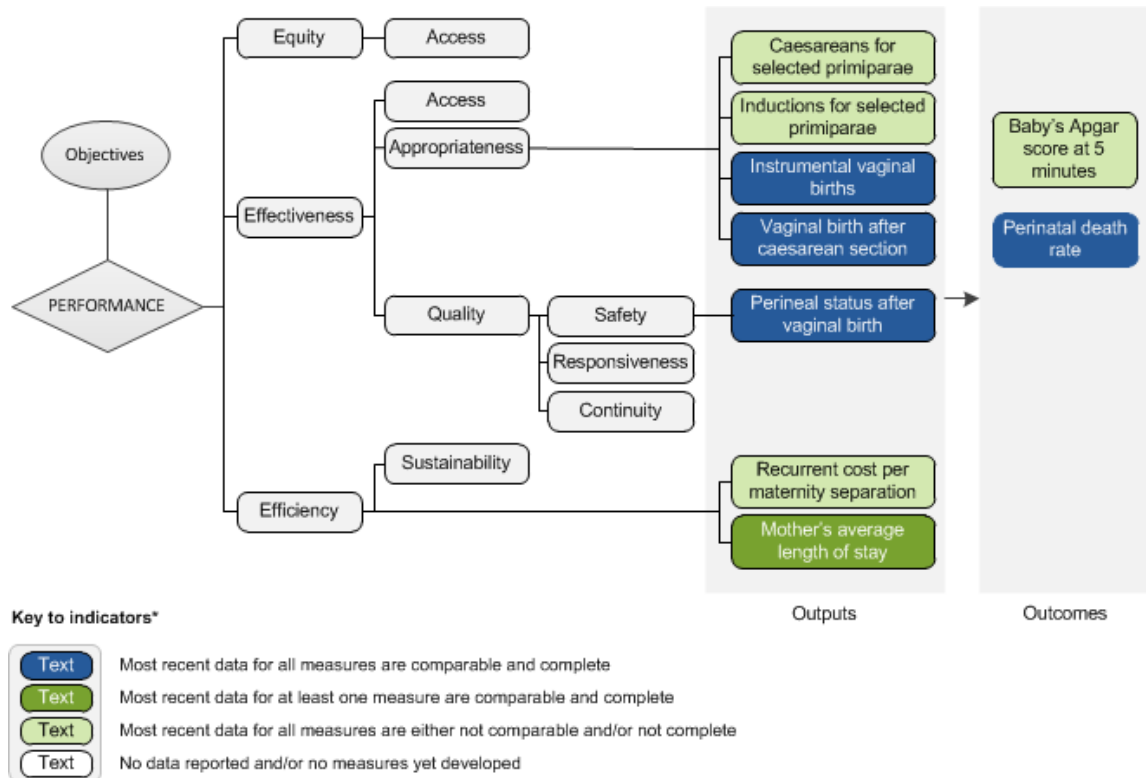 Objectives
PERFORMANCE
Equity
Access
Effectiveness
Access
Appropriateness
Quality
Safety
Responsiveness
Continuity
Efficiency
Sustainability
Caesareans for
selected primiparae
Inductions for selected
primiparae
Instrumental vaginal
births
Vaginal birth after
caesarean section
Perineal status after
vaginal birth
Recurrent cost per
maternity separation
Mother's average
length of stay
Outputs
Baby's Apgar
score at 5
minutes
Perinatal death
rate
Outcomes
Key to indicators*
Text Most recent data for all measures are comparable and complete
Text Most recent data for at least one measure are comparable and complete
Text Most recent data for all measures are either not comparable and/or not complete
Text No data reported and/or no measures yet developed